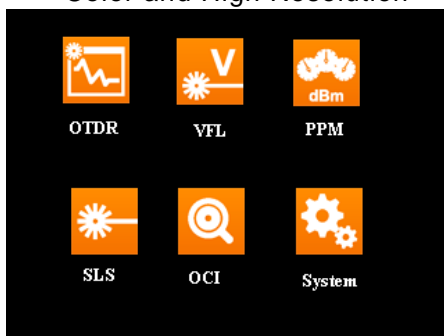 Color and High Resolution
V
dBm
OTDR VFL PPM
SLS OCI System